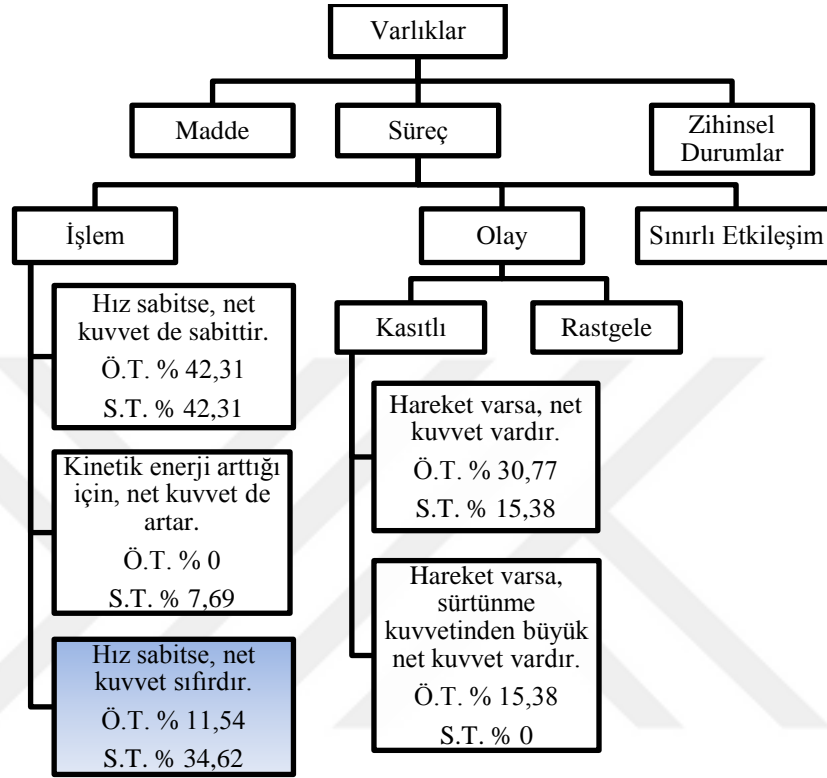 Varlıklar
Madde
Süreç
Zihinsel
Durumlar
İşlem
Olay
Sınırlı Etkileşim
Kasıtlı
Rastgele
Hız sabitse, net
kuvvet de sabittir.
Ö.T. % 42,31
S.T. % 42,31
Kinetik enerji arttığı
için, net kuvvet de
artar.
Ö.T. % 0
S.T. % 7,69
Hız sabitse, net
kuvvet sıfırdır.
Ö.T. % 11,54
S.T. % 34,62
Hareket varsa, net
kuvvet vardır.
Ö.T. % 30,77
S.T. % 15,38
Hareket varsa,
sürtünme
kuvvetinden büyük
net kuvvet vardır.
Ö.T. % 15,38
S.T. % 0